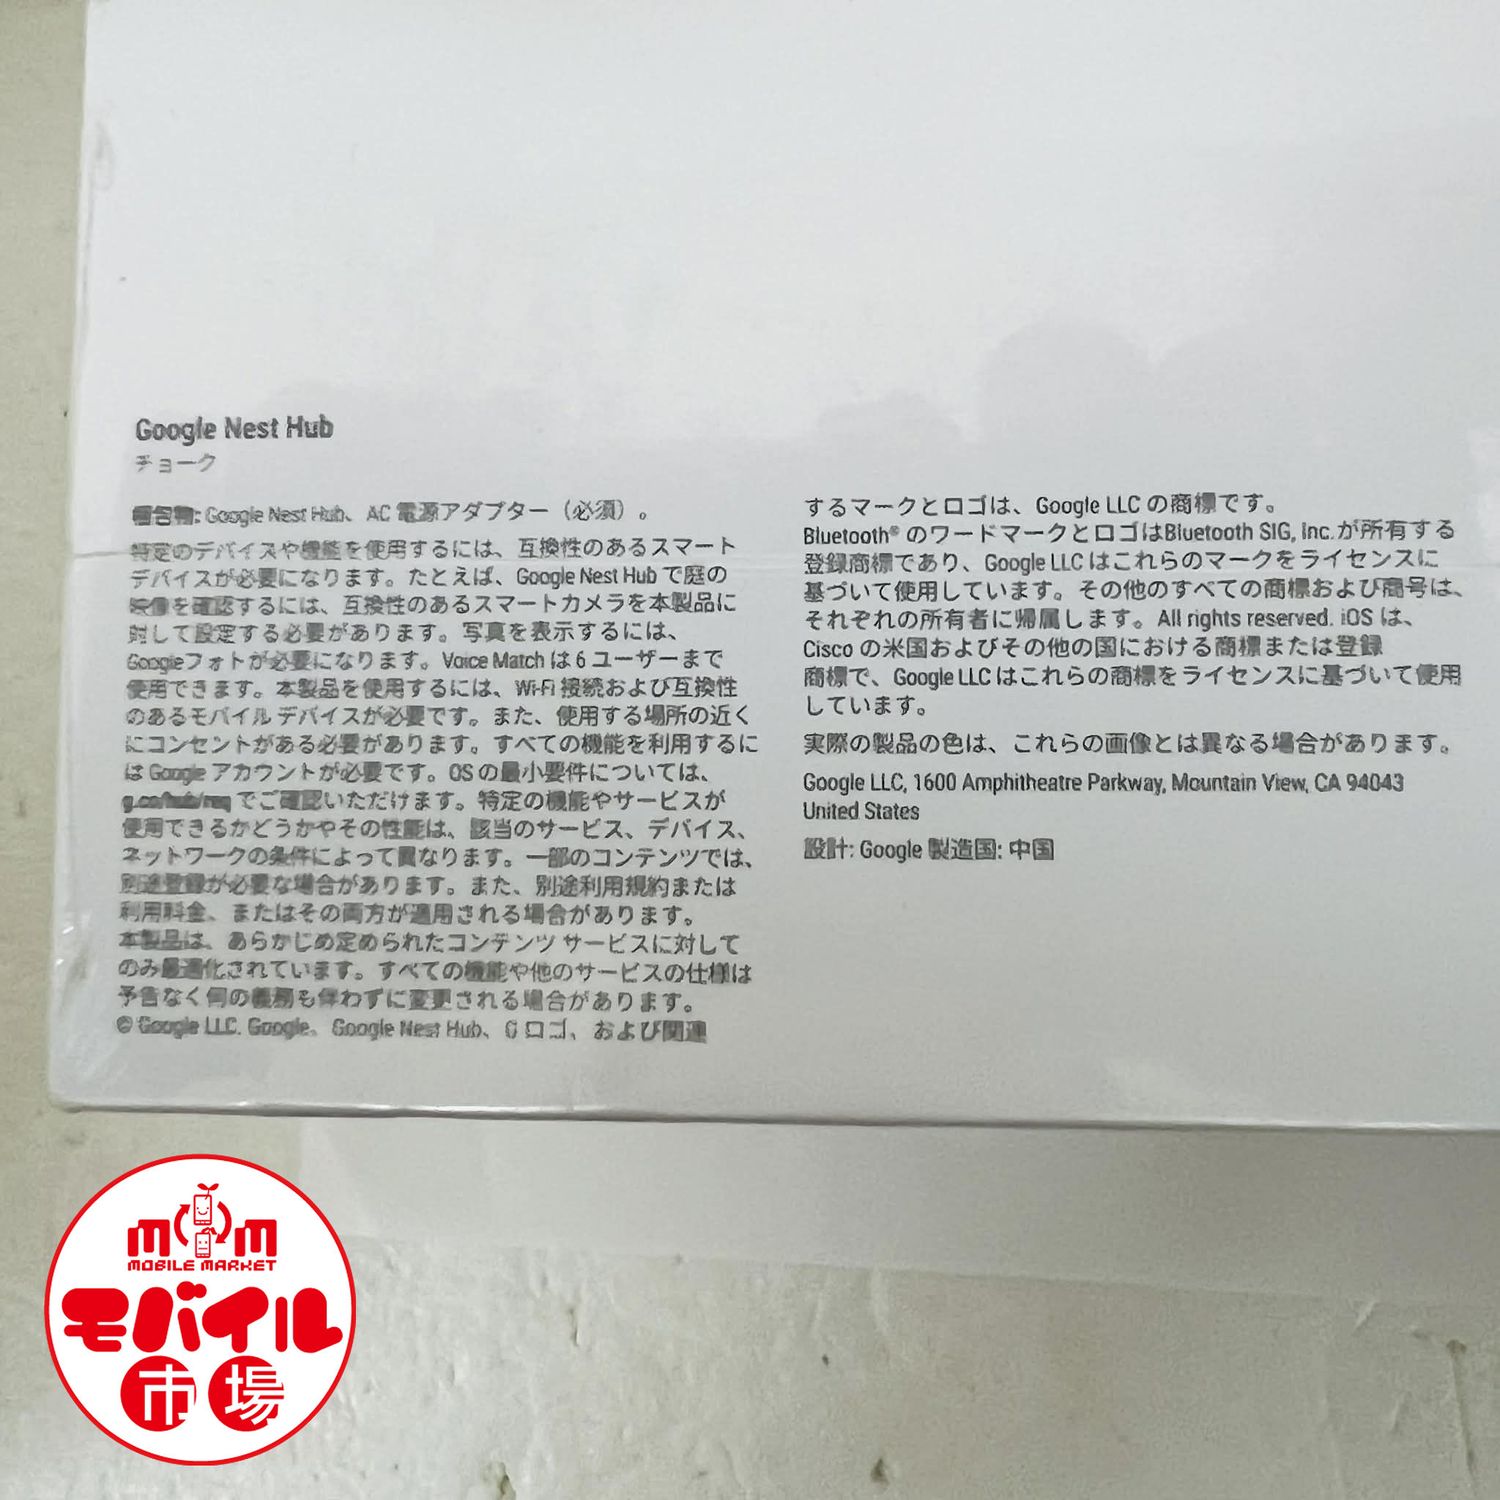 Google Nest Hub
チョーク
梱合物: Google Nest Hub、AC 電源アダプター（必須）。
特定のデバイスや機能を使用するには、互換性のあるスマート
デバイスが必要になります。たとえば、Google Nest Hub で庭の
映像を確認するには、互換性のあるスマートカメラを本製品に
対して設定する必要があります。写真を表示するには、
Googleフォトが必要になります。Voice Match は 6 ユーザーまで
使用できます。本製品を使用するには、Wi-Fi 接続および互換性
のあるモバイル デバイスが必要です。また、使用する場所の近く
にコンセントがある必要があります。すべての機能を利用するに
は Google アカウントが必要です。OS の最小要件については、
g.co/hub/req でご確認いただけます。特定の機能やサービスが
使用できるかどうかやその性能は、該当のサービス、デバイス、
ネットワークの条件によって異なります。一部のコンテンツでは、
別途登録が必要な場合があります。また、別途利用規約または
利用料金、またはその両方が適用される場合があります。
本製品は、あらかじめ定められたコンテンツ サービスに対して
のみ最適化されています。すべての機能や他のサービスの仕様は
予告なく何の義務も伴わずに変更される場合があります。
© Google LLC. Google、Google Nest Hub、G ロゴ、および関連
するマークとロゴは、Google LLC の商標です。
Bluetooth® のワードマークとロゴはBluetooth SIG, Inc.が所有する
登録商標であり、Google LLC はこれらのマークをライセンスに
基づいて使用しています。その他のすべての商標および商号は、
それぞれの所有者に帰属します。All rights reserved. iOS は、
Cisco の米国およびその他の国における商標または登録
商標で、Google LLC はこれらの商標をライセンスに基づいて使用
しています。
実際の製品の色は、これらの画像とは異なる場合があります。
Google LLC, 1600 Amphitheatre Parkway, Mountain View, CA 94043
United States
設計: Google 製造国: 中国
MOM
MOBILE MARKET
モバイル
市場